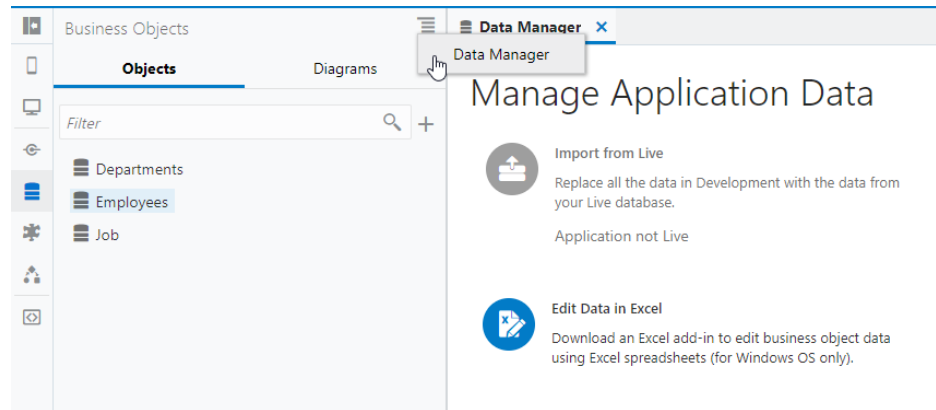 Business Objects
Objects
Diagrams
Filter
Departments
Employees
Job
Data Manager
Data Manager
Manage Application Data
Import from Live
Replace all the data in Development with the data from
your Live database.
Application not Live
Edit Data in Excel
Download an Excel add-in to edit business object data
using Excel spreadsheets (for Windows OS only).